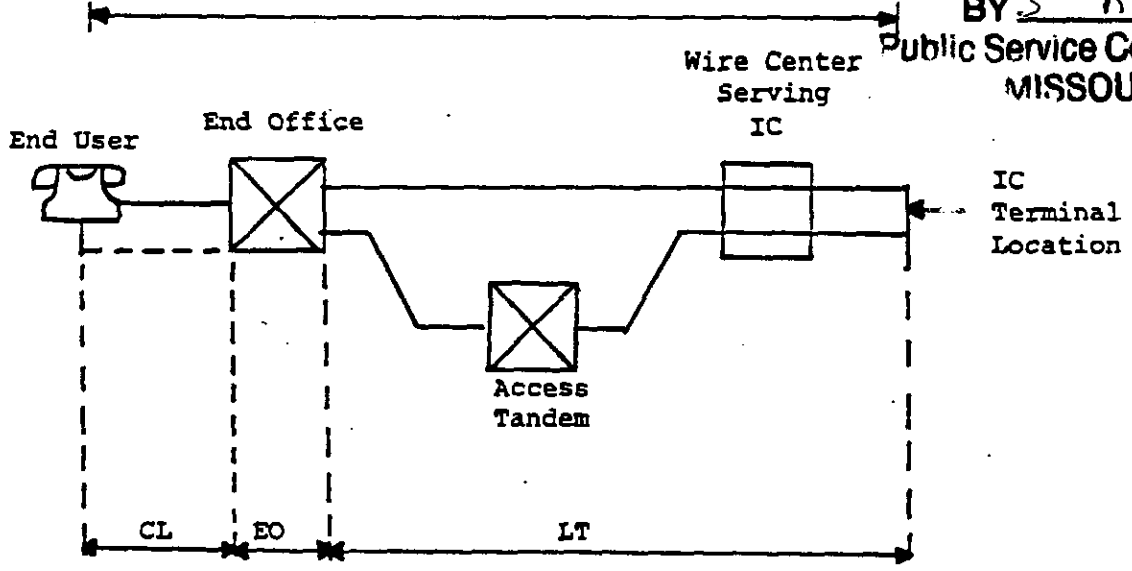 BY
Public Service
MISSOU
Wire Center
Serving
IC
End Office
End User
IC
Terminal
Location
Access
Tandem
CL
EO
LT